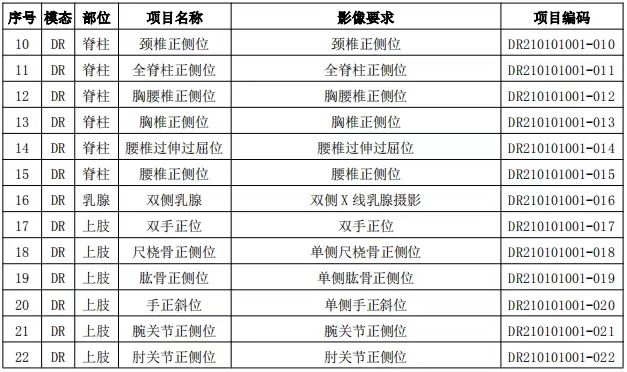 序号 模态 部位 项目名称 影像要求 项目编码
10 DR 脊柱 颈椎正侧位 颈椎正侧位 DR210101001-010
11 DR 脊柱 全脊柱正侧位 全脊柱正侧位 DR210101001-011
12 DR 脊柱 胸腰椎正侧位 胸腰椎正侧位 DR210101001-012
13 DR 脊柱 胸椎正侧位 胸椎正侧位 DR210101001-013
14 DR 脊柱 腰椎过伸过屈位 腰椎过伸过屈位 DR210101001-014
15 DR 脊柱 腰椎正侧位 腰椎正侧位 DR210101001-015
16 DR 乳腺 双侧乳腺 双侧 X 线乳腺摄影 DR210101001-016
17 DR 上肢 双手正位 双手正位 DR210101001-017
18 DR 上肢 尺桡骨正侧位 单侧尺桡骨正侧位 DR210101001-018
19 DR 上肢 肱骨正侧位 单侧肱骨正侧位 DR210101001-019
20 DR 上肢 手正斜位 单侧手正斜位 DR210101001-020
21 DR 上肢 腕关节正侧位 腕关节正侧位 DR210101001-021
22 DR 上肢 肘关节正侧位 肘关节正侧位 DR210101001-022